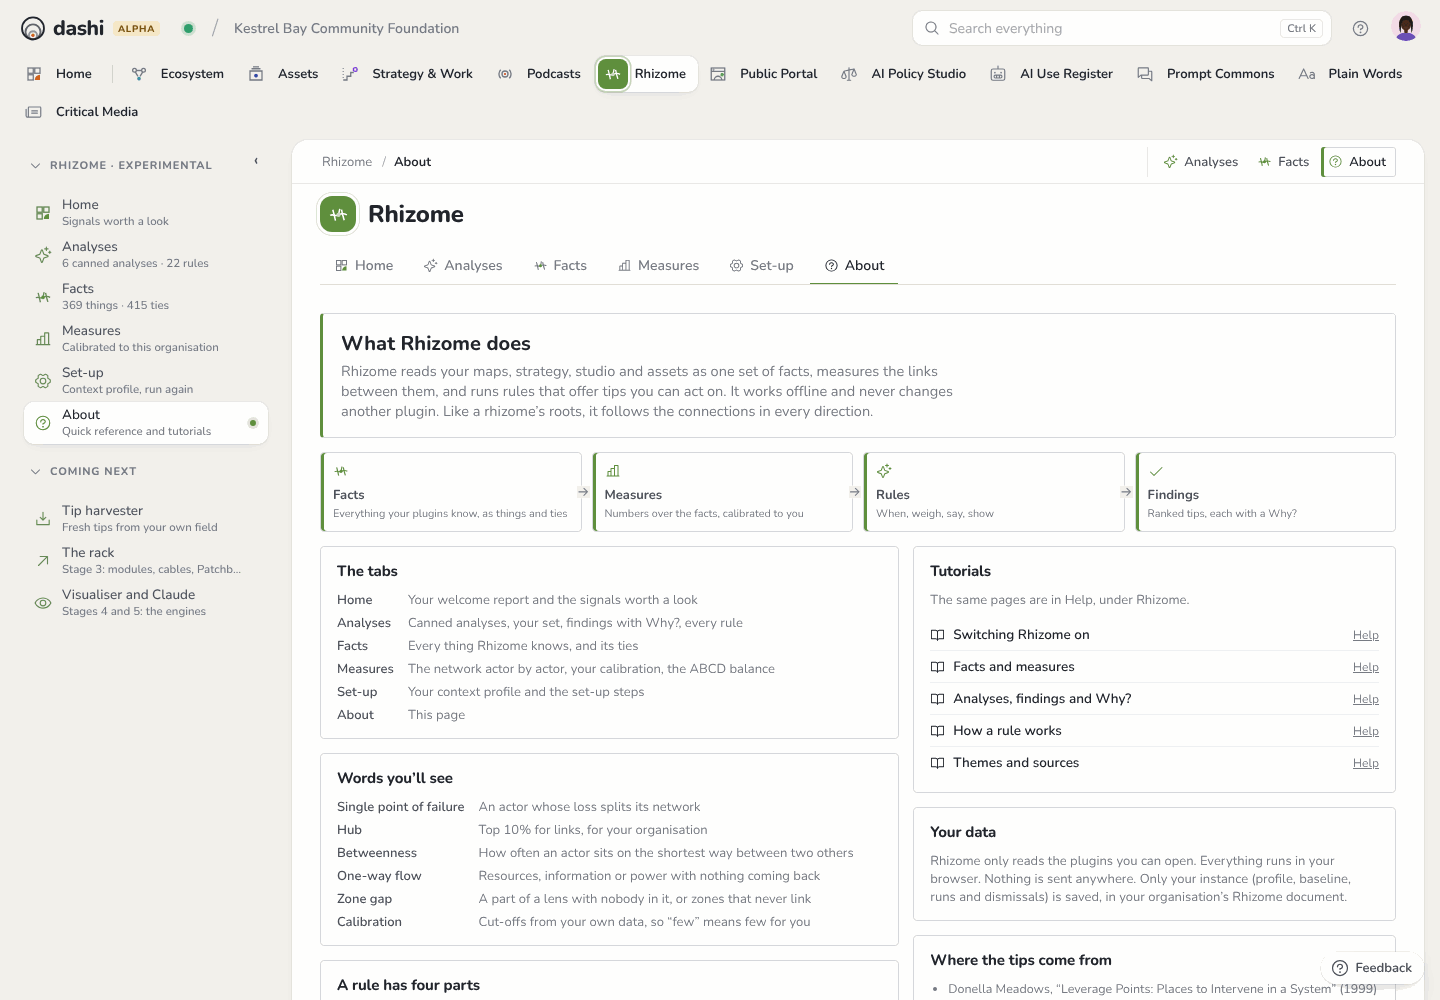 dashi ALPHA / Kestrel Bay Community Foundation
Search everything Ctrl K
Home Ecosystem Assets Strategy & Work Podcasts Rhizome Public Portal AI Policy Studio AI Use Register Prompt Commons Aa Plain Words
Critical Media
RHIZOME · EXPERIMENTAL
Home
Signals worth a look
Analyses
6 canned analyses · 22 rules
Facts
369 things · 415 ties
Measures
Calibrated to this organisation
Set-up
Context profile, run again
About
Quick reference and tutorials
COMING NEXT
Tip harvester
Fresh tips from your own field
The rack
Stage 3: modules, cables, Patchb...
Visualiser and Claude
Stages 4 and 5: the engines
Rhizome / About
Analyses Facts About
Rhizome
Home Analyses Facts Measures Set-up About
What Rhizome does
Rhizome reads your maps, strategy, studio and assets as one set of facts, measures the links
between them, and runs rules that offer tips you can act on. It works offline and never changes
another plugin. Like a rhizome's roots, it follows the connections in every direction.
Facts
Everything your plugins know, as things and ties
Measures
Numbers over the facts, calibrated to you
Rules
When, weigh, say, show
Findings
Ranked tips, each with a Why?
The tabs
Home Your welcome report and the signals worth a look
Analyses Canned analyses, your set, findings with Why?, every rule
Facts Every thing Rhizome knows, and its ties
Measures The network actor by actor, your calibration, the ABCD balance
Set-up Your context profile and the set-up steps
About This page
Words you'll see
Single point of failure An actor whose loss splits its network
Hub Top 10% for links, for your organisation
Betweenness How often an actor sits on the shortest way between two others
One-way flow Resources, information or power with nothing coming back
Zone gap A part of a lens with nobody in it, or zones that never link
Calibration Cut-offs from your own data, so “few” means few for you
A rule has four parts
Tutorials
The same pages are in Help, under Rhizome.
Switching Rhizome on Help
Facts and measures Help
Analyses, findings and Why? Help
How a rule works Help
Themes and sources Help
Your data
Rhizome only reads the plugins you can open. Everything runs in your
browser. Nothing is sent anywhere. Only your instance (profile, baseline,
runs and dismissals) is saved, in your organisation's Rhizome document.
Where the tips come from
• Donella Meadows, “Leverage Points: Places to Intervene in a System” (1999)
Feedback